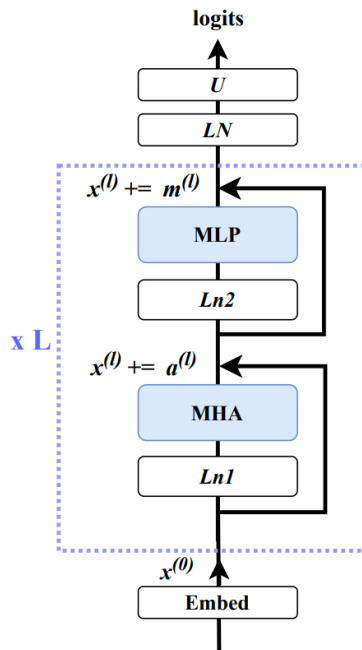 logits
U
LN
x^(l) += m^(l)
MLP
Ln2
x L
x^(l) += a^(l)
MHA
Ln1
x^(0)
Embed